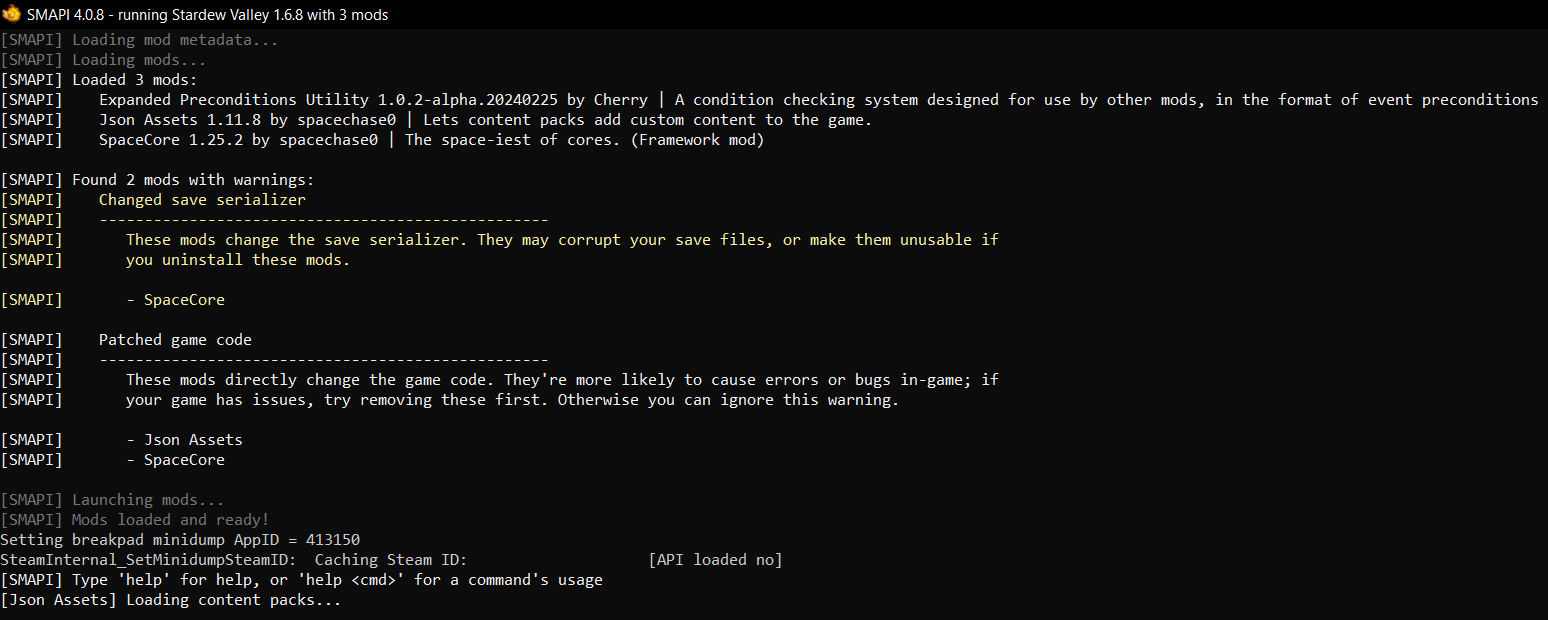 SMAPI 4.0.8 - running Stardew Valley 1.6.8 with 3 mods
[SMAPI] Loading mod metadata...
[SMAPI] Loading mods...
[SMAPI] Loaded 3 mods:
[SMAPI]    Expanded Preconditions Utility 1.0.2-alpha.20240225 by Cherry | A condition checking system designed for use by other mods, in the format of event preconditions
[SMAPI]    Json Assets 1.11.8 by spacechase0 | Lets content packs add custom content to the game.
[SMAPI]    SpaceCore 1.25.2 by spacechase0 | The space-iest of cores. (Framework mod)
[SMAPI] Found 2 mods with warnings:
[SMAPI]    Changed save serializer
[SMAPI]    --------------------------------------------------
[SMAPI]       These mods change the save serializer. They may corrupt your save files, or make them unusable if
[SMAPI]       you uninstall these mods.
[SMAPI]       - SpaceCore
[SMAPI]    Patched game code
[SMAPI]    --------------------------------------------------
[SMAPI]       These mods directly change the game code. They're more likely to cause errors or bugs in-game; if
[SMAPI]       your game has issues, try removing these first. Otherwise you can ignore this warning.
[SMAPI]       - Json Assets
[SMAPI]       - SpaceCore
[SMAPI] Launching mods...
[SMAPI] Mods loaded and ready!
Setting breakpad minidump AppID = 413150
SteamInternal_SetMinidumpSteamID:  Caching Steam ID:                    [API loaded no]
[SMAPI] Type 'help' for help, or 'help <cmd>' for a command's usage
[Json Assets] Loading content packs...